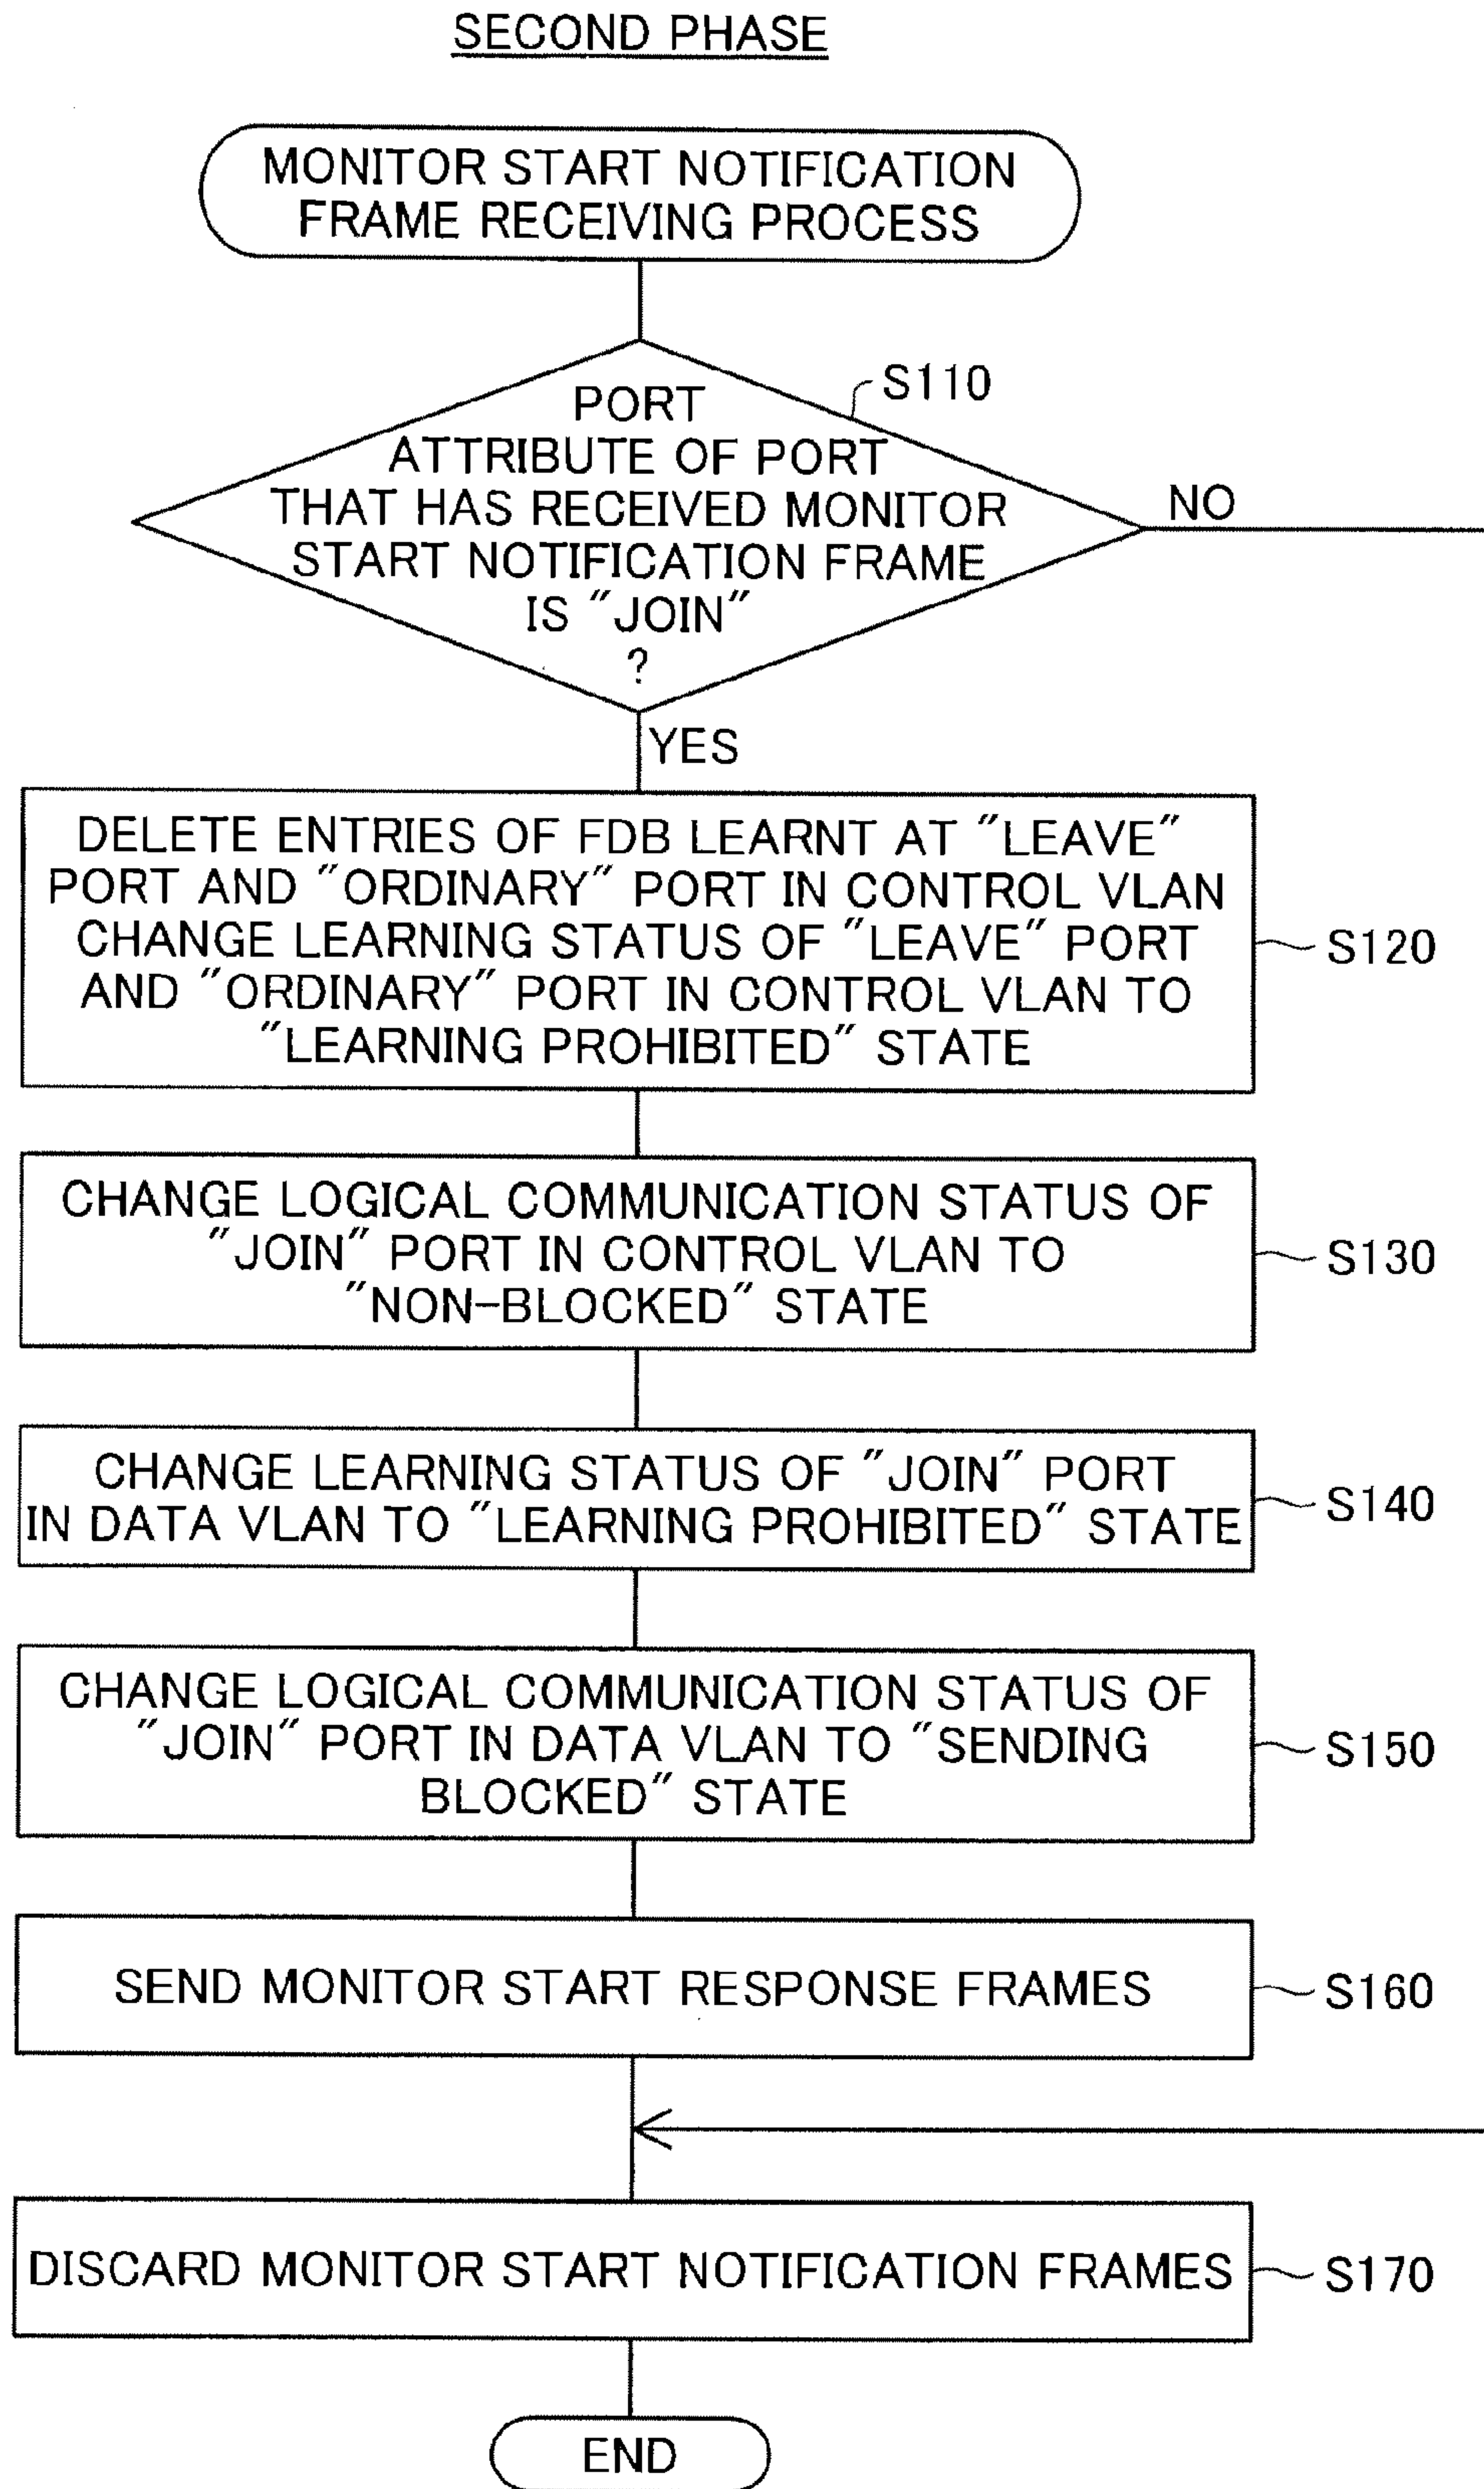 SECOND PHASE
MONITOR START NOTIFICATION
FRAME RECEIVING PROCESS
S110
PORT
ATTRIBUTE OF PORT
THAT HAS RECEIVED MONITOR
START NOTIFICATION FRAME
IS "JOIN"
?
NO
YES
DELETE ENTRIES OF FDB LEARNT AT "LEAVE"
PORT AND "ORDINARY" PORT IN CONTROL VLAN
CHANGE LEARNING STATUS OF "LEAVE" PORT
AND "ORDINARY" PORT IN CONTROL VLAN TO
"LEARNING PROHIBITED" STATE
S120
CHANGE LOGICAL COMMUNICATION STATUS OF
"JOIN" PORT IN CONTROL VLAN TO
"NON-BLOCKED" STATE
S130
CHANGE LEARNING STATUS OF "JOIN" PORT
IN DATA VLAN TO "LEARNING PROHIBITED" STATE
S140
CHANGE LOGICAL COMMUNICATION STATUS OF
"JOIN" PORT IN DATA VLAN TO "SENDING
BLOCKED" STATE
S150
SEND MONITOR START RESPONSE FRAMES
S160
DISCARD MONITOR START NOTIFICATION FRAMES
S170
END